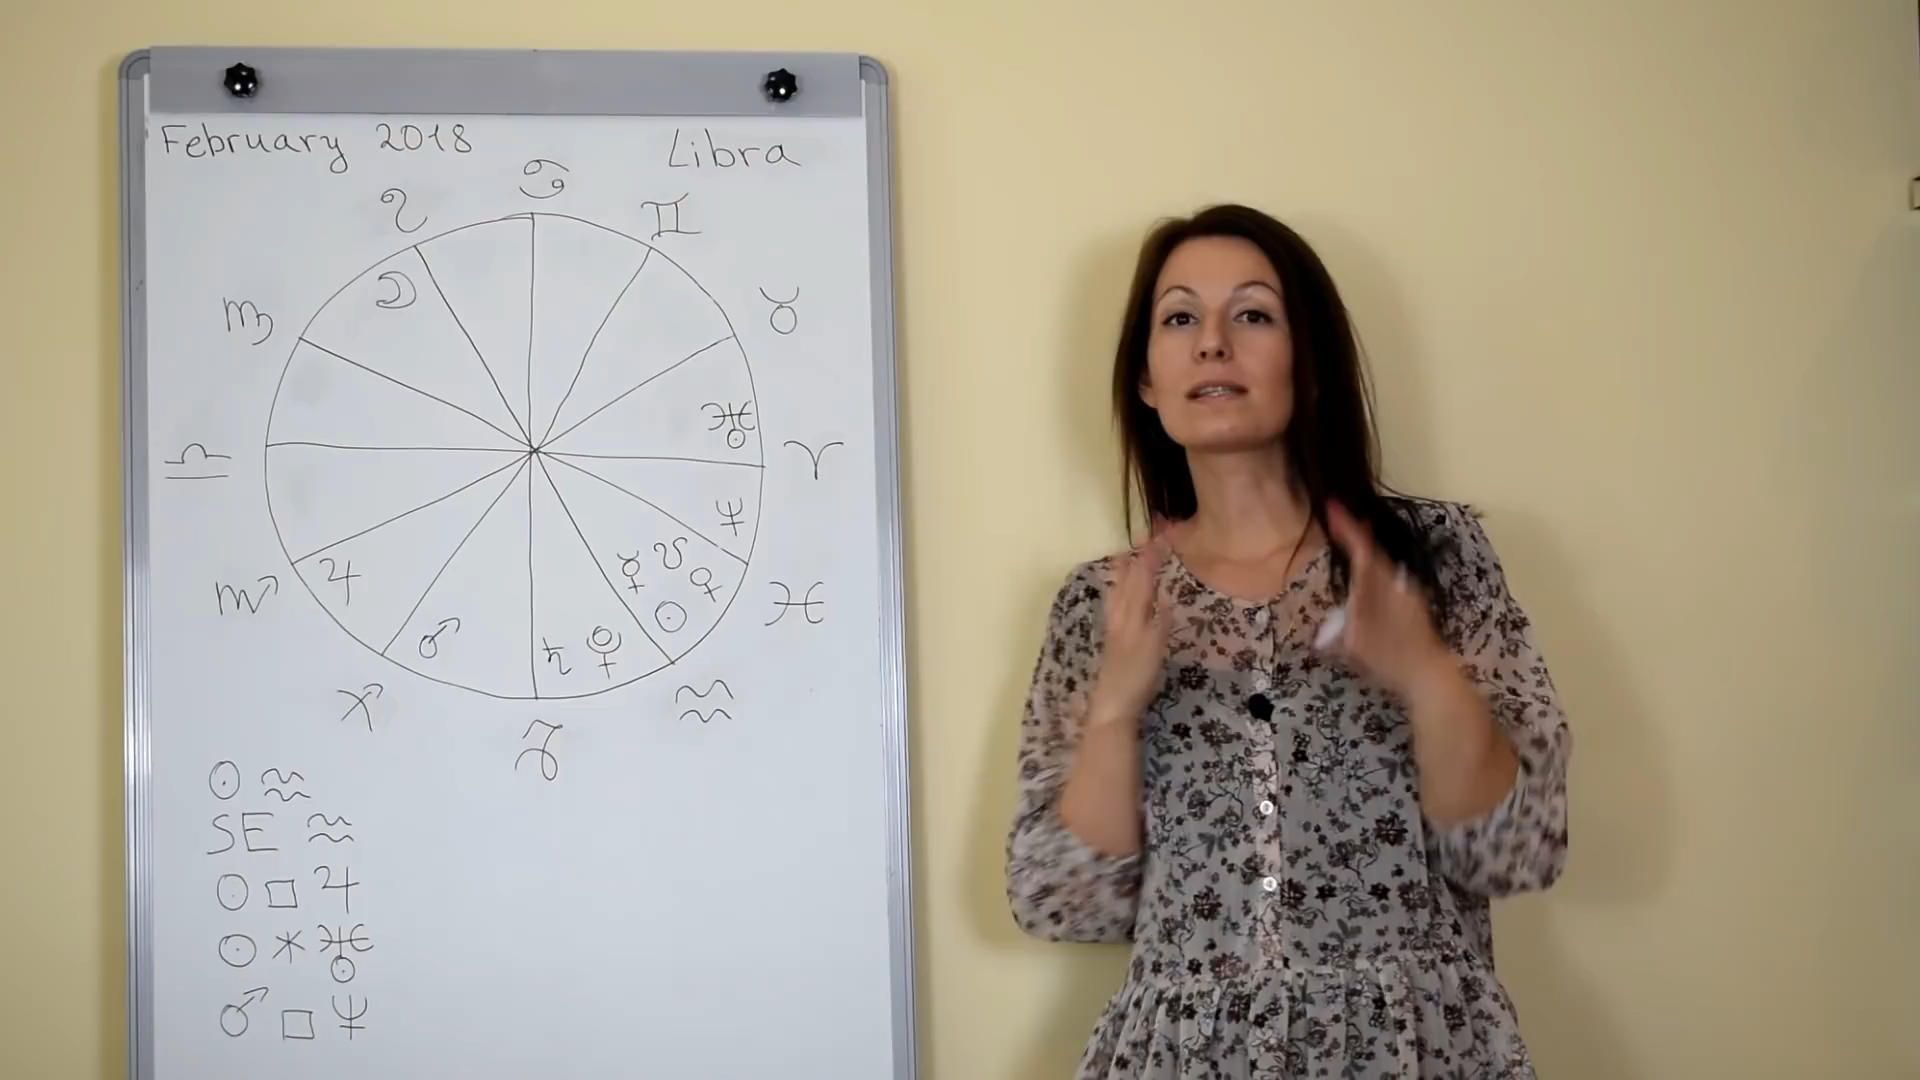 February 2018 Libra
♋
♌ ♊
☽
♍ ♉
♅
♎ ♈
♆
☿ ☋ ♀
♏ ♃ ☉ ♓
♂ ♄ ♇
♐ ♒
♑
☉ ♒
SE ♒
☉ □ ♃
☉ ⚹ ♅
♂ □ ♆